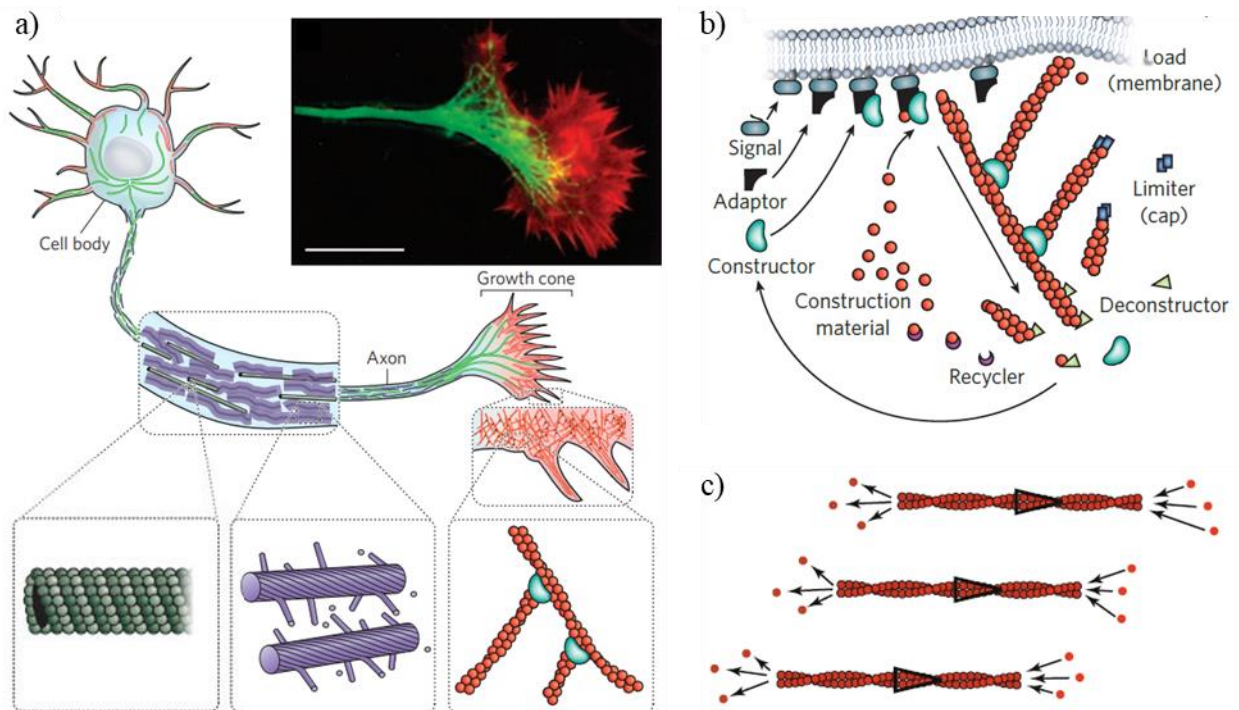 a)
Cell body
Growth cone
Axon
b)
Load
(membrane)
Signal
Adaptor
Limiter
(cap)
Constructor
Construction
material
Deconstructor
Recycler
c)